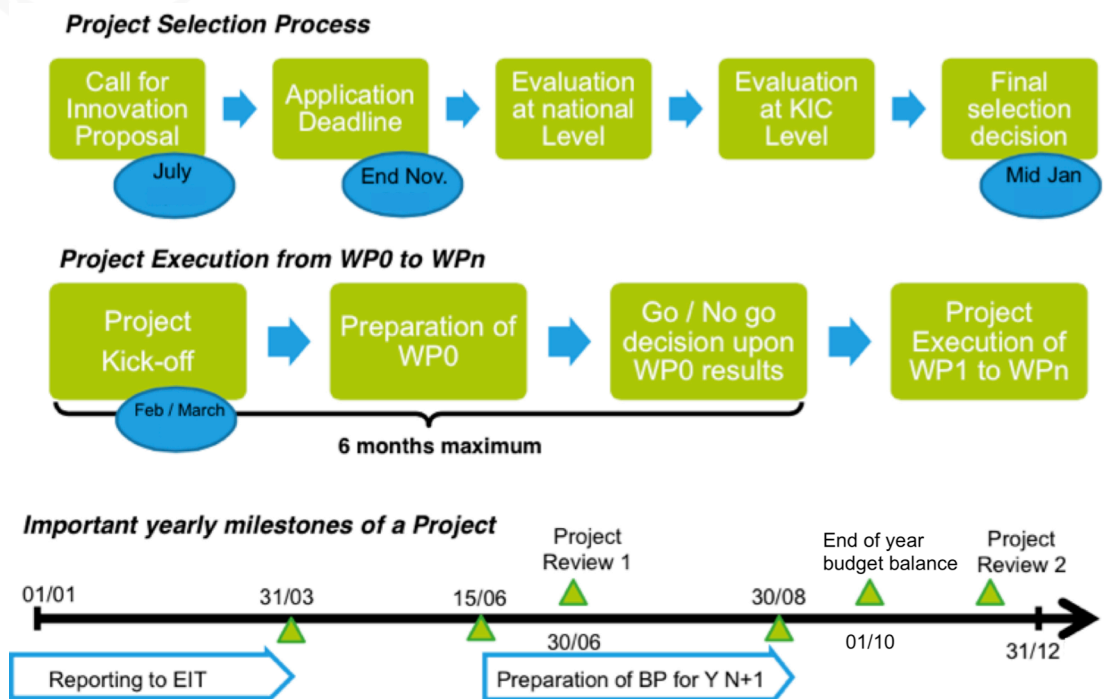 Project Selection Process
Call for
Innovation
Proposal
July
Application
Deadline
End Nov.
Evaluation
at national
Level
Evaluation
at KIC
Level
Final
selection
decision
Mid Jan
Project Execution from WP0 to WPn
Project
Kick-off
Feb / March
Preparation of
WP0
Go / No go
decision upon
WP0 results
Project
Execution of
WP1 to WPn
6 months maximum
Important yearly milestones of a Project
Project
Review 1
End of year
budget balance
Project
Review 2
01/01
31/03
15/06
30/08
30/06
01/10
31/12
Reporting to EIT
Preparation of BP for Y N+1